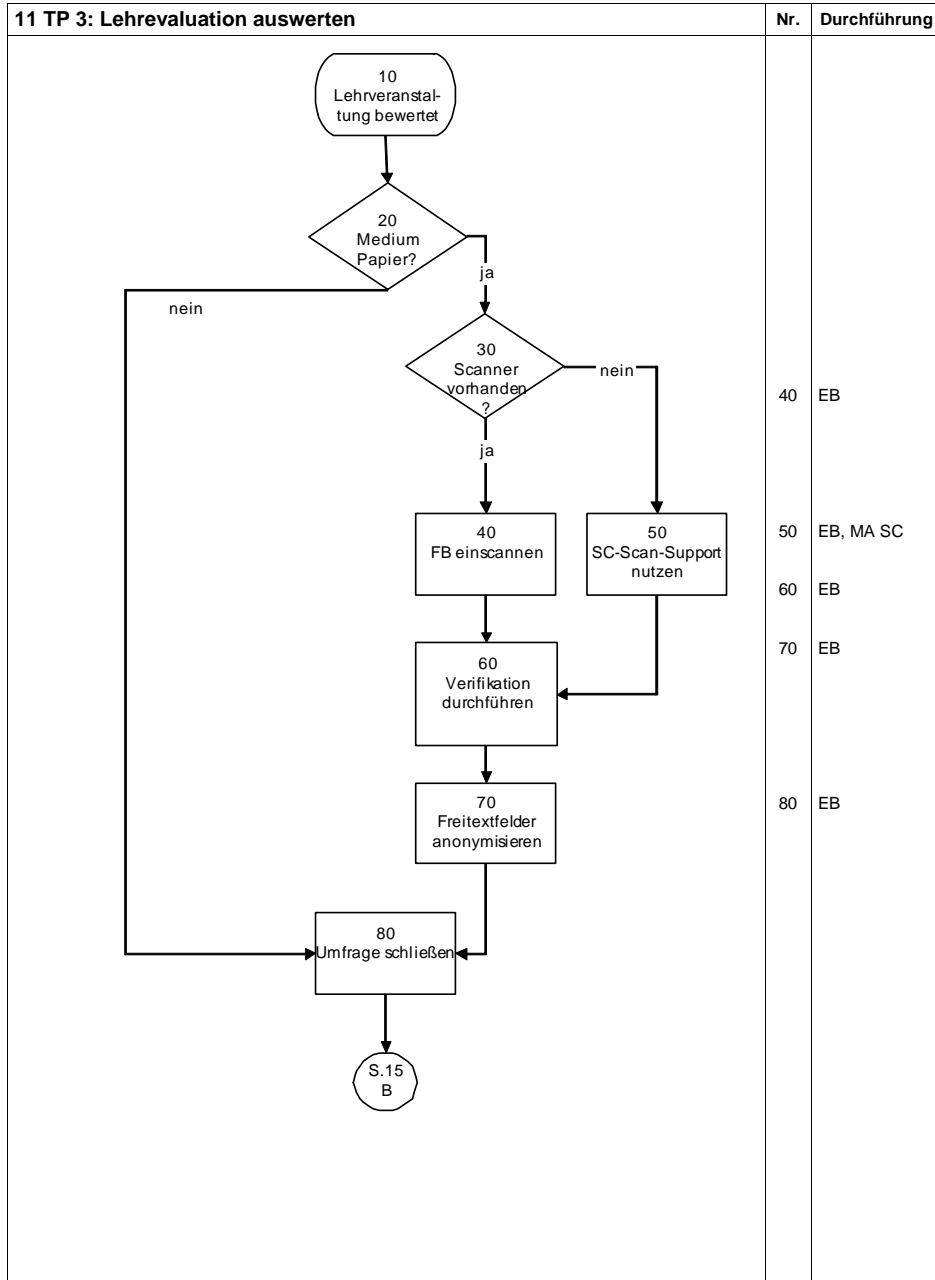 11 TP 3: Lehrevaluation auswerten
Nr.
Durchführung
10
Lehrveranstal-
tung bewertet
20
Medium
Papier?
ja
nein
30
Scanner
vorhanden
?
nein
40 EB
ja
40
FB einscannen
50
SC-Scan-Support
nutzen
50 EB, MA SC
60 EB
60
Verifikation
durchführen
70 EB
70
Freitextfelder
anonymisieren
80 EB
80
Umfrage schließen
S.15
B